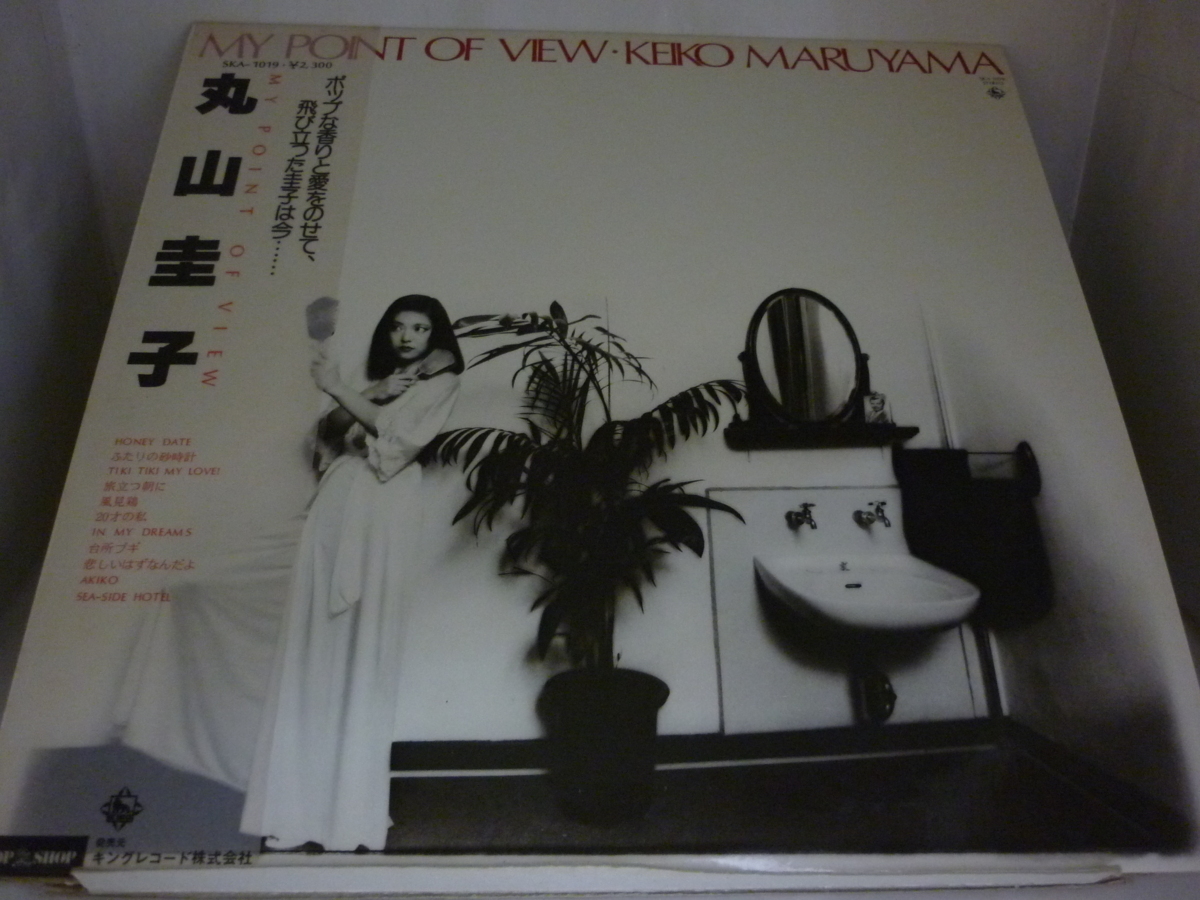 MY POINT OF VIEW・KEIKO MARUYAMA
SKA-1019・¥2,300
丸山圭子
MY POINT OF VIEW
ポップな香りと愛をのせて、
飛び立った圭子は今……
HONEY DATE
ふたりの砂時計
TIKI TIKI MY LOVE!
旅立つ朝に
風見鶏
20才の私
IN MY DREAMS
台所ブギ
悲しいはずなんだよ
AKIKO
SEA-SIDE HOTEL
発売元
キングレコード株式会社
SHOP